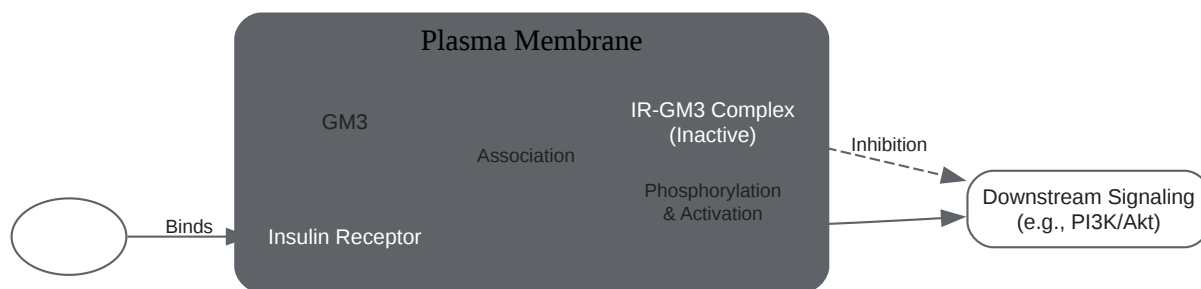 Plasma Membrane
GM3
IR-GM3 Complex
(Inactive)
Association
Inhibition
Phosphorylation
& Activation
Binds
Insulin Receptor
Downstream Signaling
(e.g., PI3K/Akt)